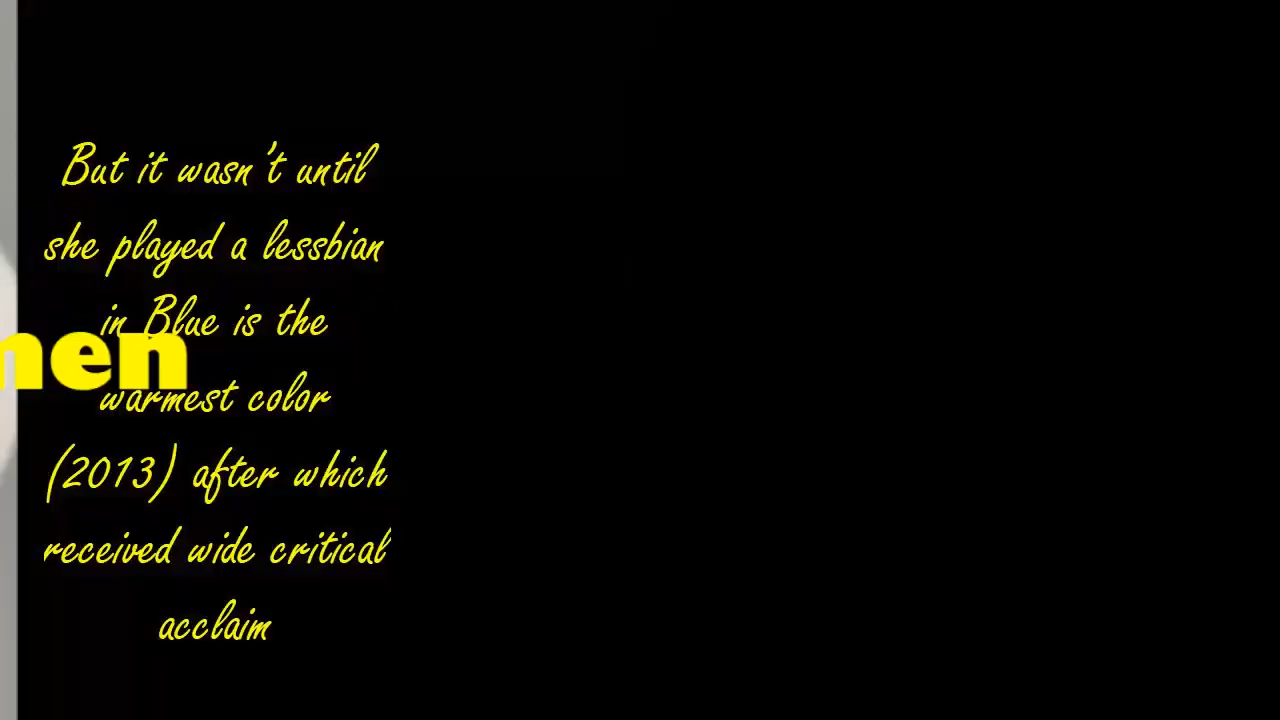 But it wasn't until
she played a lessbian
in Blue is the
men
warmest color
(2013) after which
received wide critical
acclaim